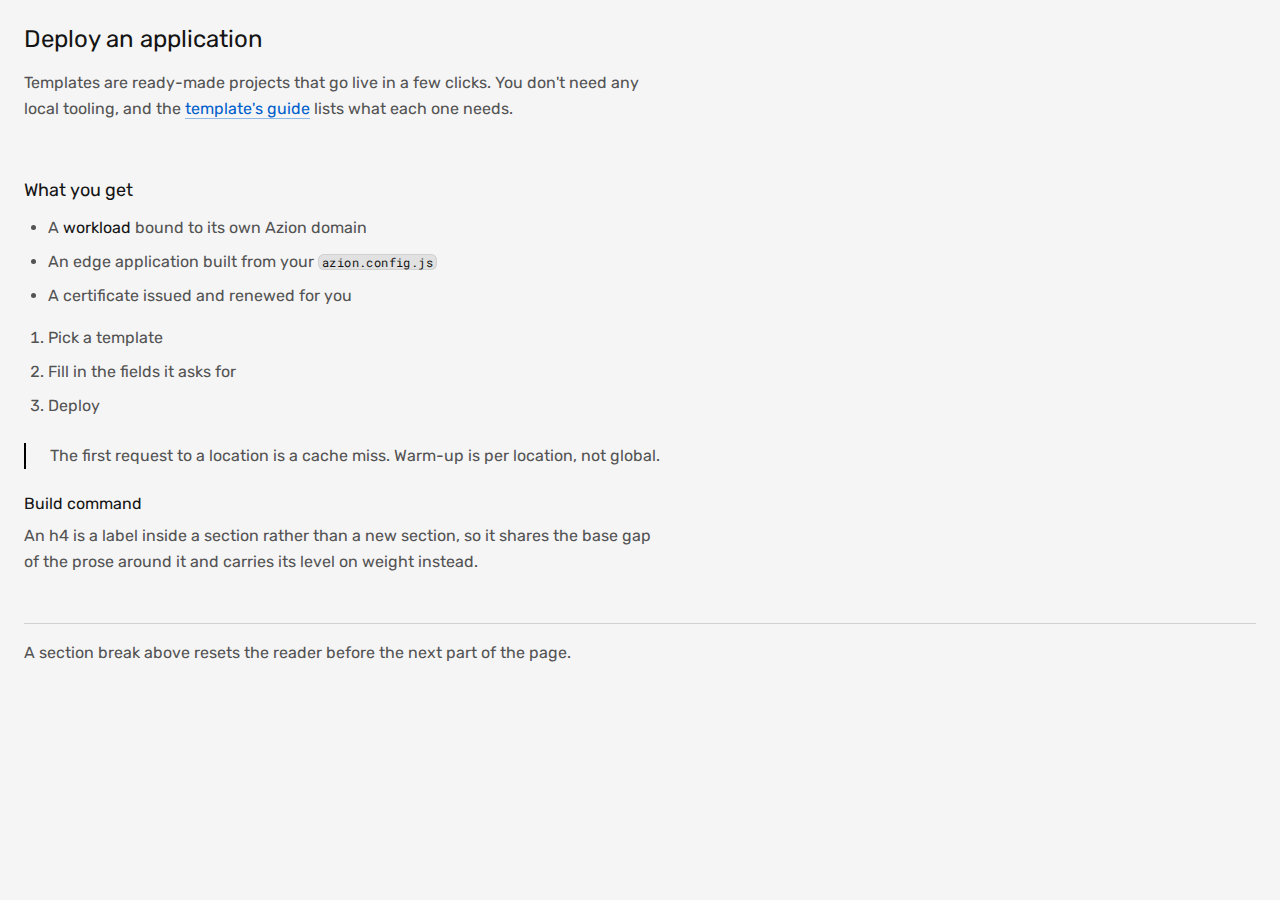 Deploy an application
Templates are ready-made projects that go live in a few clicks. You don't need any
local tooling, and the template's guide lists what each one needs.
What you get
• A workload bound to its own Azion domain
• An edge application built from your azion.config.js
• A certificate issued and renewed for you
1. Pick a template
2. Fill in the fields it asks for
3. Deploy
The first request to a location is a cache miss. Warm-up is per location, not global.
Build command
An h4 is a label inside a section rather than a new section, so it shares the base gap
of the prose around it and carries its level on weight instead.
A section break above resets the reader before the next part of the page.